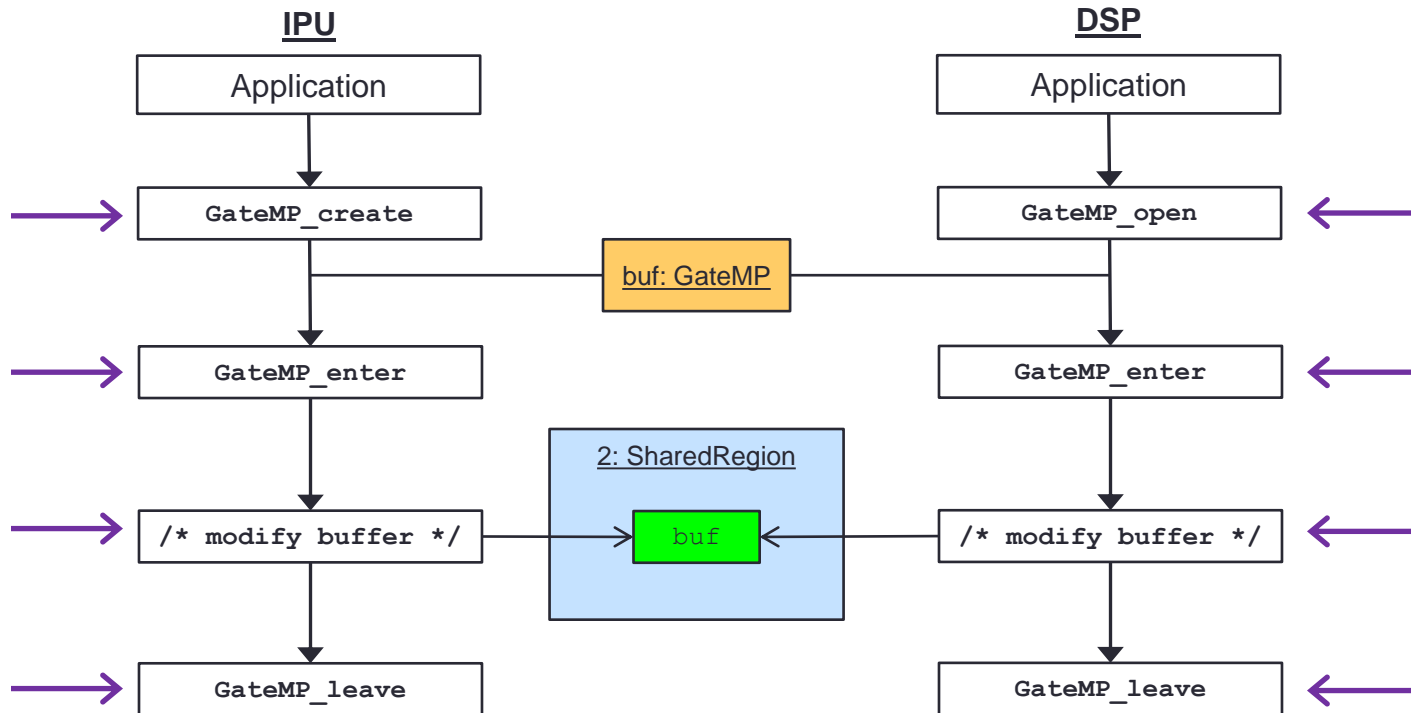 IPU
DSP
Application
Application
GateMP_create
GateMP_open
buf: GateMP
GateMP_enter
GateMP_enter
2: SharedRegion
/* modify buffer */
buf
/* modify buffer */
GateMP_leave
GateMP_leave